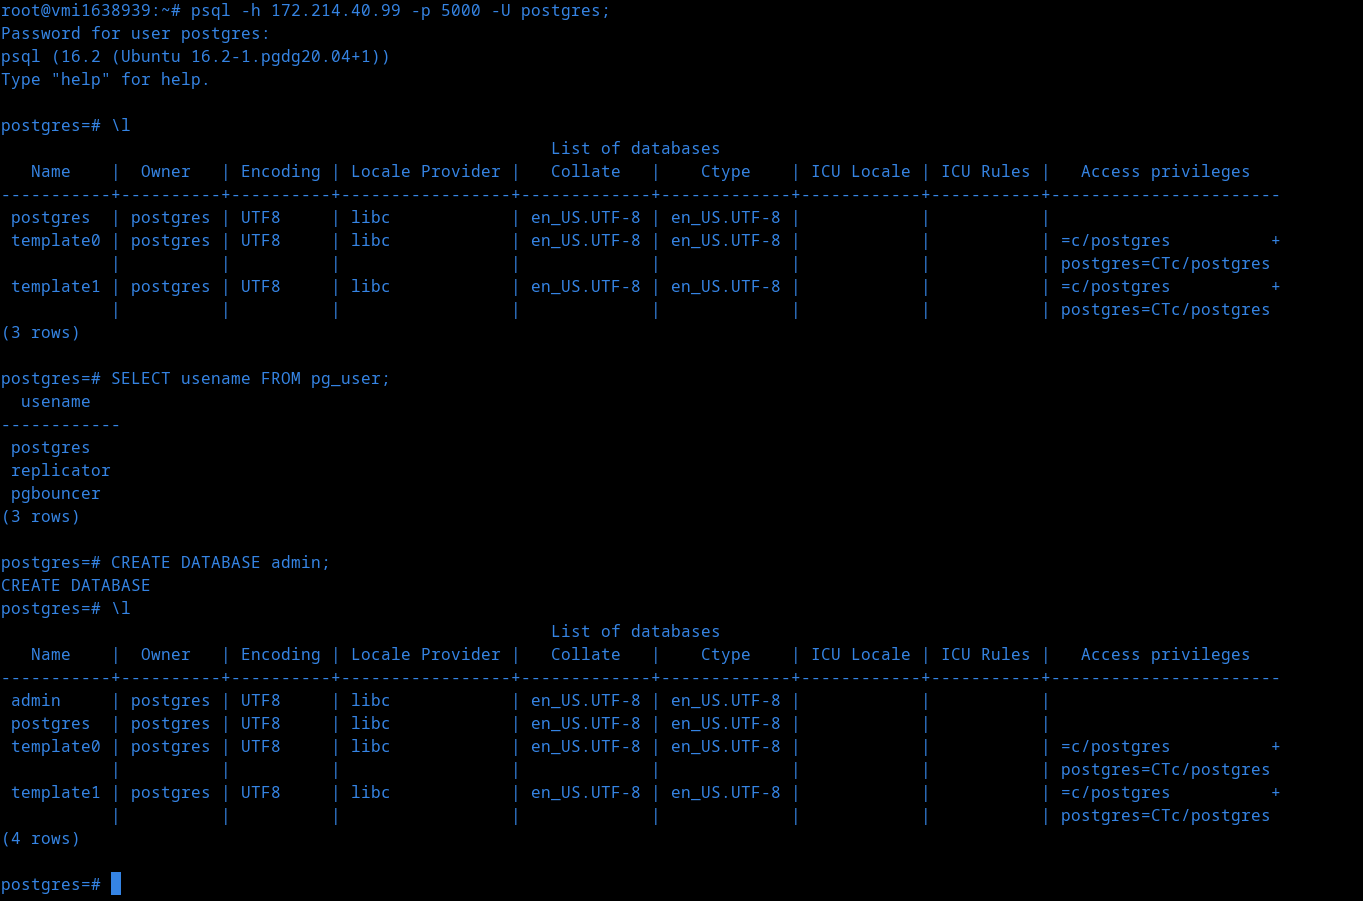 root@vmi1638939:~# psql -h 172.214.40.99 -p 5000 -U postgres;
Password for user postgres:
psql (16.2 (Ubuntu 16.2-1.pgdg20.04+1))
Type "help" for help.

postgres=# \l
                                                       List of databases
   Name    |  Owner   | Encoding | Locale Provider |   Collate   |    Ctype    | ICU Locale | ICU Rules |   Access privileges
-----------+----------+----------+-----------------+-------------+-------------+------------+-----------+-----------------------
 postgres  | postgres | UTF8     | libc            | en_US.UTF-8 | en_US.UTF-8 |            |           |
 template0 | postgres | UTF8     | libc            | en_US.UTF-8 | en_US.UTF-8 |            |           | =c/postgres          +
           |          |          |                 |             |             |            |           | postgres=CTc/postgres
 template1 | postgres | UTF8     | libc            | en_US.UTF-8 | en_US.UTF-8 |            |           | =c/postgres          +
           |          |          |                 |             |             |            |           | postgres=CTc/postgres
(3 rows)

postgres=# SELECT usename FROM pg_user;
  usename
------------
 postgres
 replicator
 pgbouncer
(3 rows)

postgres=# CREATE DATABASE admin;
CREATE DATABASE
postgres=# \l
                                                       List of databases
   Name    |  Owner   | Encoding | Locale Provider |   Collate   |    Ctype    | ICU Locale | ICU Rules |   Access privileges
-----------+----------+----------+-----------------+-------------+-------------+------------+-----------+-----------------------
 admin     | postgres | UTF8     | libc            | en_US.UTF-8 | en_US.UTF-8 |            |           |
 postgres  | postgres | UTF8     | libc            | en_US.UTF-8 | en_US.UTF-8 |            |           |
 template0 | postgres | UTF8     | libc            | en_US.UTF-8 | en_US.UTF-8 |            |           | =c/postgres          +
           |          |          |                 |             |             |            |           | postgres=CTc/postgres
 template1 | postgres | UTF8     | libc            | en_US.UTF-8 | en_US.UTF-8 |            |           | =c/postgres          +
           |          |          |                 |             |             |            |           | postgres=CTc/postgres
(4 rows)

postgres=#